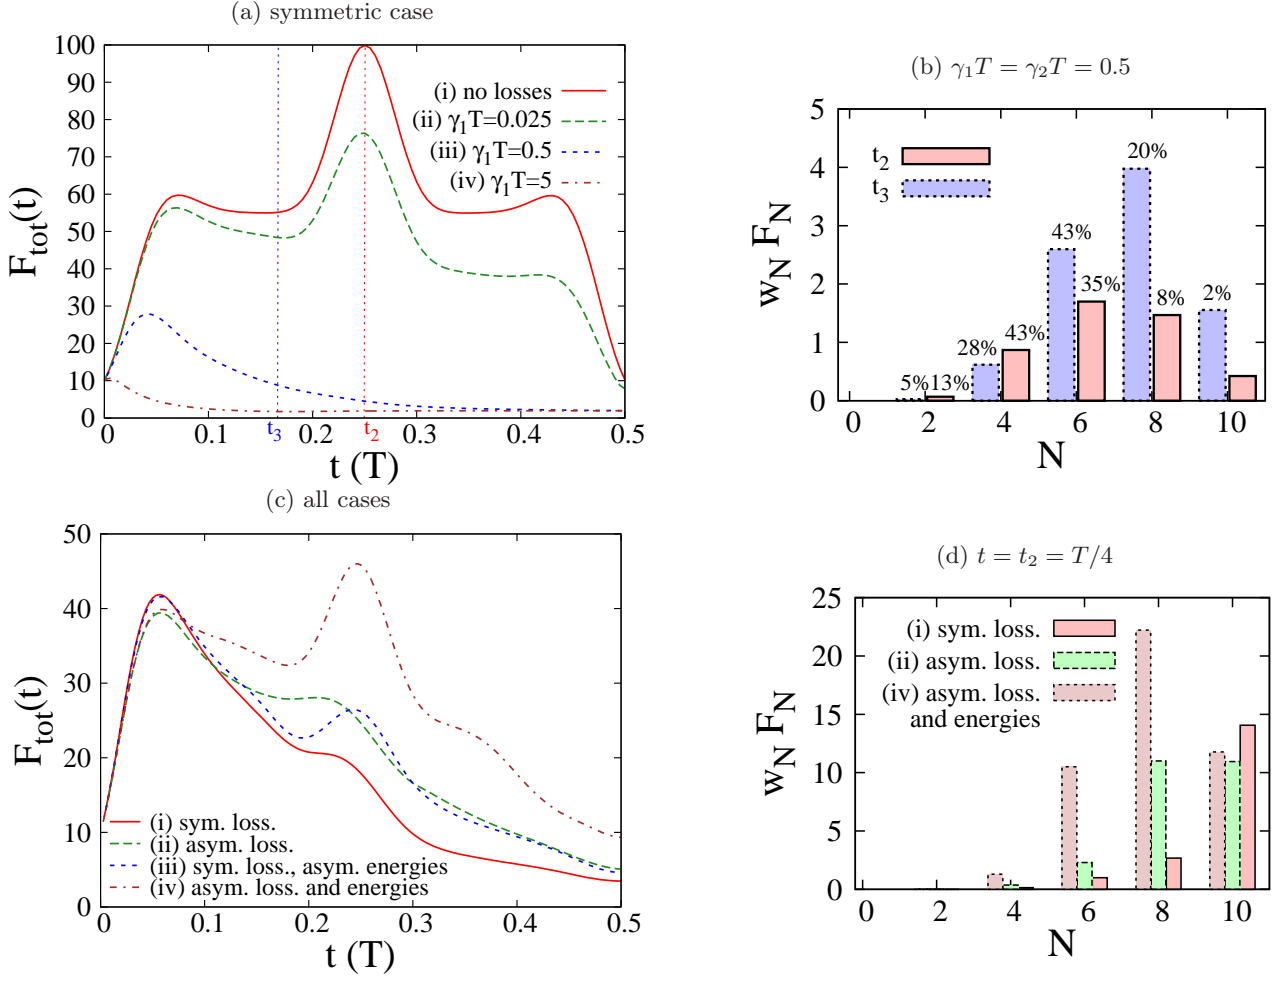 (a) symmetric case
100
90
80
70
60
50
40
30
20
10
0
F_tot(t)
(i) no losses
(ii) γ₁T=0.025
(iii) γ₁T=0.5
(iv) γ₁T=5
0 0.1 t₃ 0.2 t₂ 0.3 0.4 0.5
t (T)
(b) γ₁T = γ₂T = 0.5
5
4
3
2
1
0
w_N F_N
t₂
t₃
5% 13% 28% 43% 43% 35% 20% 8% 2%
0 2 4 6 8 10
N
(c) all cases
50
40
30
20
10
0
F_tot(t)
(i) sym. loss.
(ii) asym. loss.
(iii) sym. loss., asym. energies
(iv) asym. loss. and energies
0 0.1 0.2 0.3 0.4 0.5
t (T)
(d) t = t₂ = T/4
25
20
15
10
5
0
w_N F_N
(i) sym. loss.
(ii) asym. loss.
(iv) asym. loss.
and energies
0 2 4 6 8 10
N